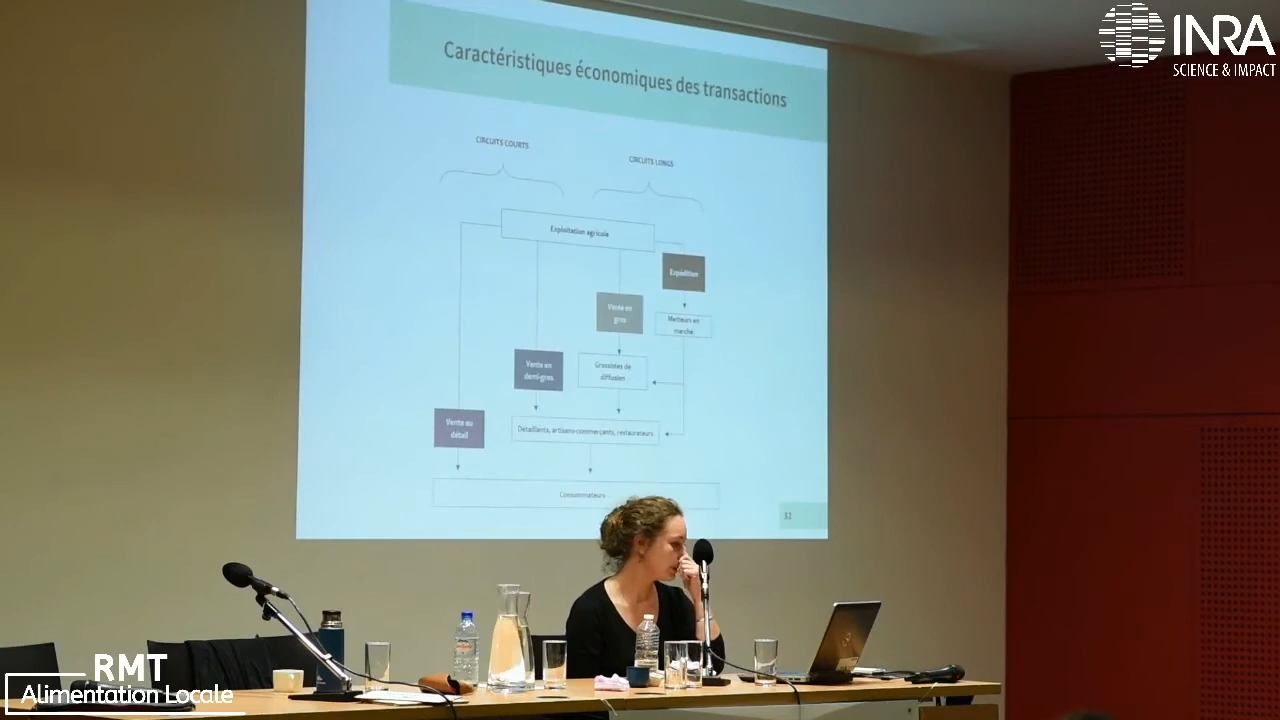 INRA
SCIENCE & IMPACT
Caractéristiques économiques des transactions
CIRCUITS COURTS
CIRCUITS LONGS
Exploitation agricole
Expédition
Vente en
gros
Metteurs en
marché
Vente en
demi-gros
Grossistes de
diffusion
Vente au
détail
Détaillants, artisans-commerçants, restaurateurs
Consommateurs
32
RMT
Alimentation Locale